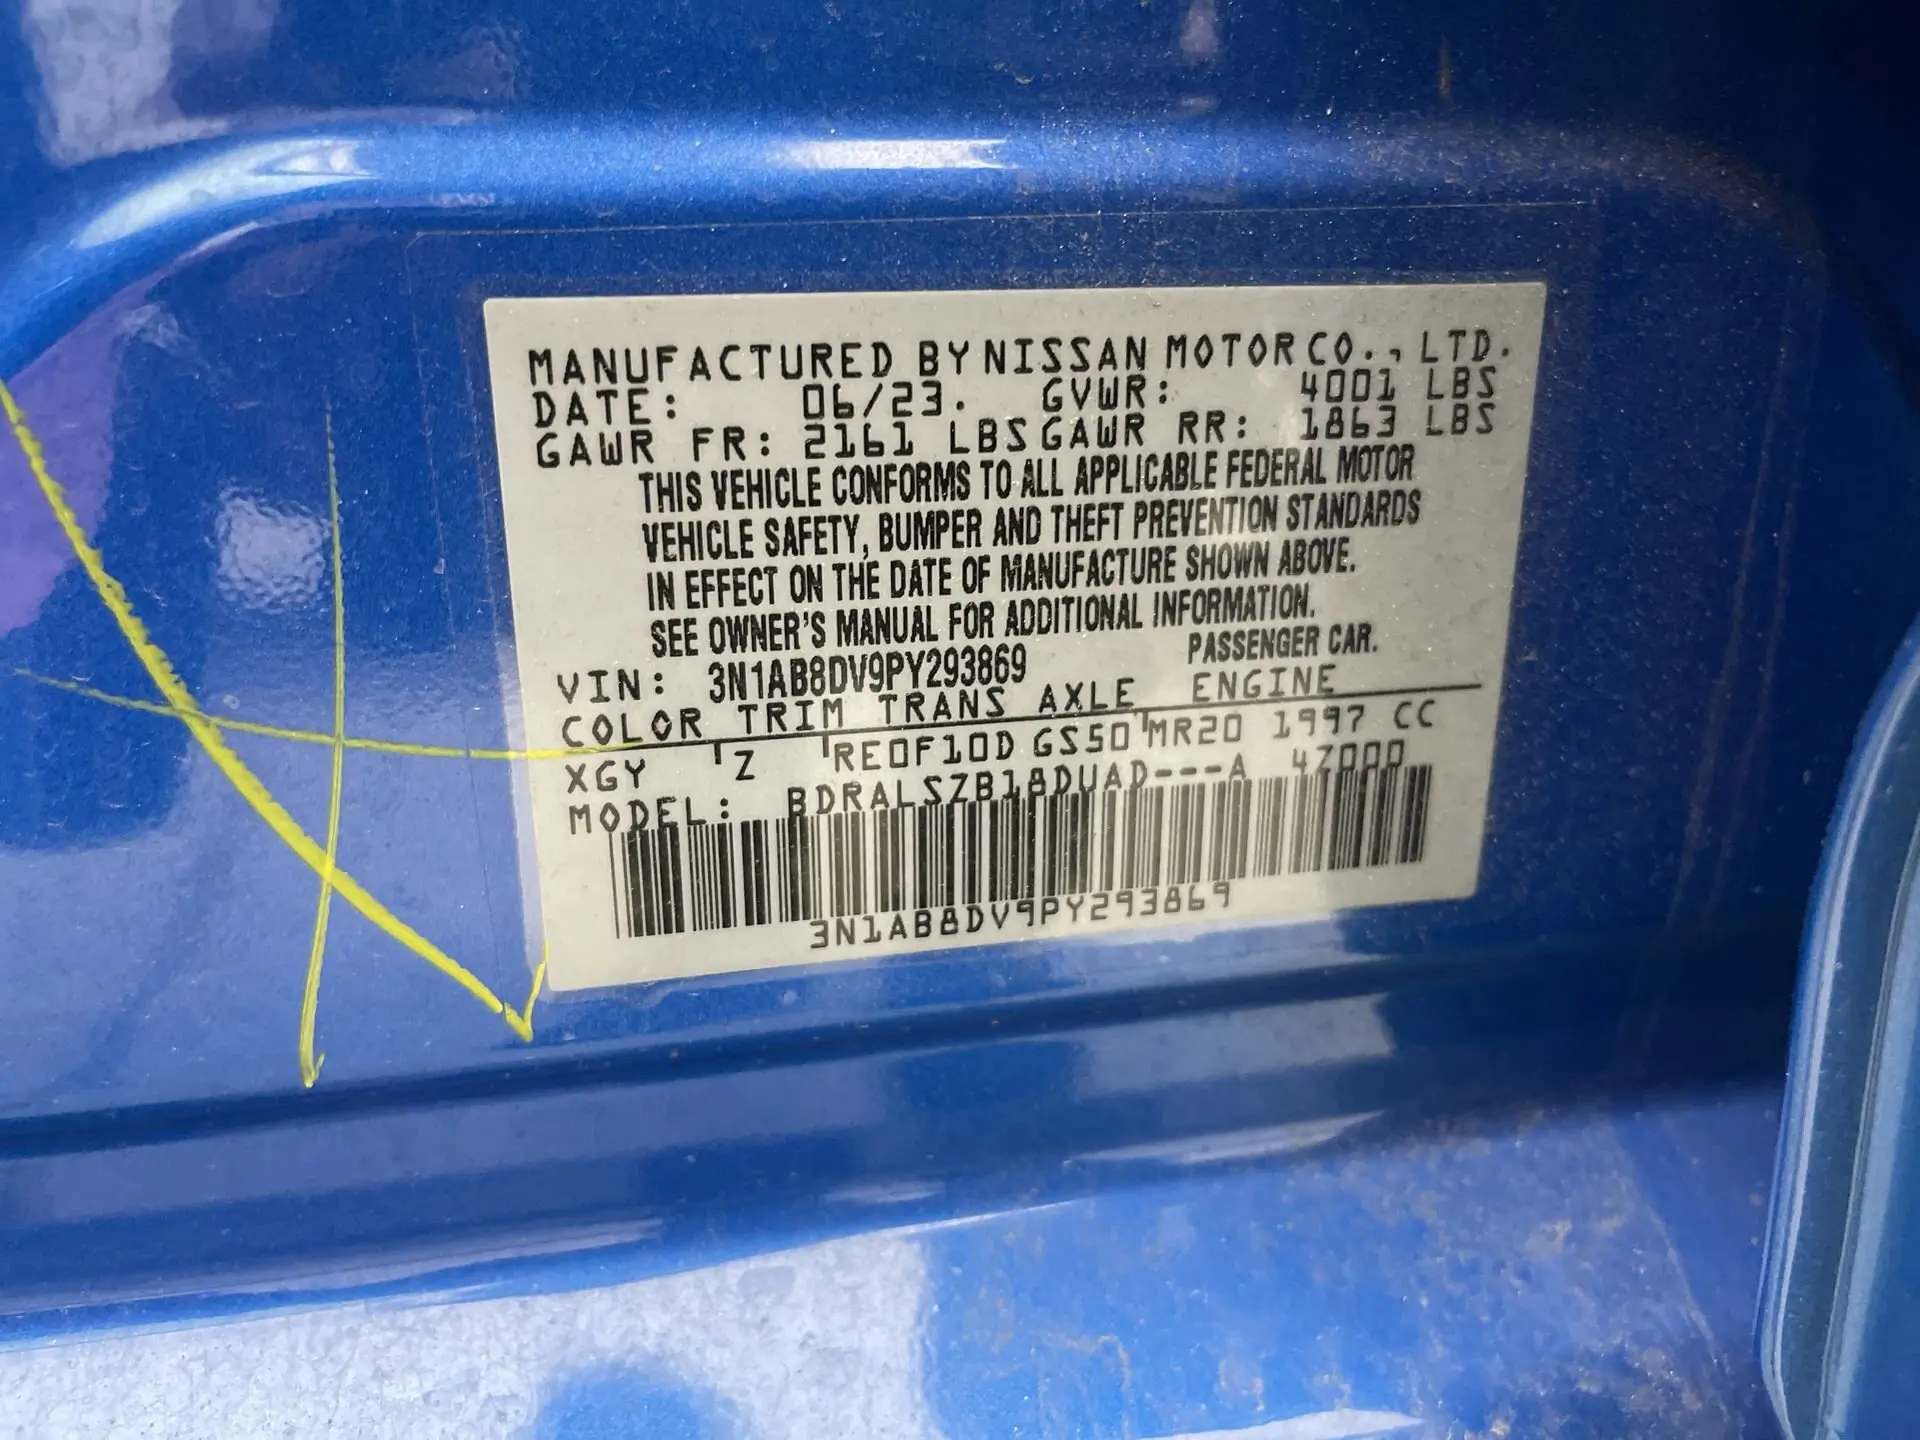 MANUFACTURED BY NISSAN MOTOR CO., LTD.
DATE: 06/23. GVWR: 4001 LBS
GAWR FR: 2161 LBS GAWR RR: 1863 LBS
THIS VEHICLE CONFORMS TO ALL APPLICABLE FEDERAL MOTOR
VEHICLE SAFETY, BUMPER AND THEFT PREVENTION STANDARDS
IN EFFECT ON THE DATE OF MANUFACTURE SHOWN ABOVE.
SEE OWNER'S MANUAL FOR ADDITIONAL INFORMATION.
VIN: 3N1AB8DV9PY293869 PASSENGER CAR.
COLOR TRIM TRANS AXLE ENGINE
XGY Z RE0F10D GS50 MR20 1997 CC
MODEL: BDRALSZB18DUAD---A 4Z000
3N1AB8DV9PY293869